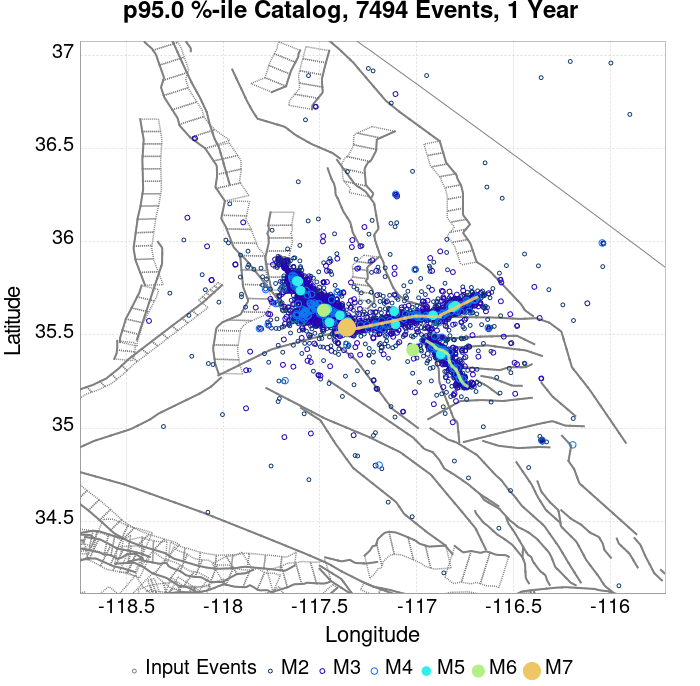 p95.0 %-ile Catalog, 7494 Events, 1 Year
37
36.5
36
35.5
35
34.5
Latitude
-118.5 -118 -117.5 -117 -116.5 -116
Longitude
Input Events M2 M3 M4 M5 M6 M7